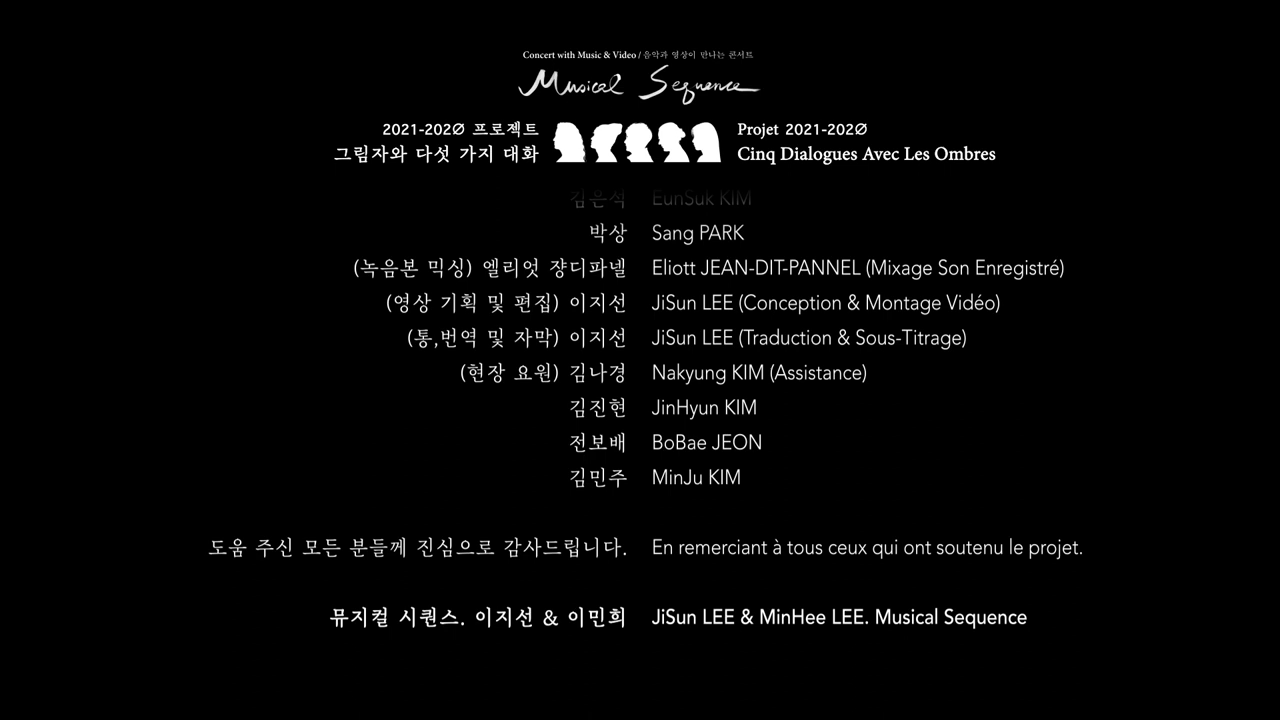 Concert with Music & Video / 음악과 영상이 만나는 콘서트
Musical Sequence
2021-202Ø 프로젝트 Projet 2021-202Ø
그림자와 다섯 가지 대화 Cinq Dialogues Avec Les Ombres
김은석 EunSuk KIM
박상 Sang PARK
(녹음본 믹싱) 엘리엇 쟝디파넬 Eliott JEAN-DIT-PANNEL (Mixage Son Enregistré)
(영상 기획 및 편집) 이지선 JiSun LEE (Conception & Montage Vidéo)
(통,번역 및 자막) 이지선 JiSun LEE (Traduction & Sous-Titrage)
(현장 요원) 김나경 Nakyung KIM (Assistance)
김진현 JinHyun KIM
전보배 BoBae JEON
김민주 MinJu KIM
도움 주신 모든 분들께 진심으로 감사드립니다. En remerciant à tous ceux qui ont soutenu le projet.
뮤지컬 시퀀스. 이지선 & 이민희 JiSun LEE & MinHee LEE. Musical Sequence